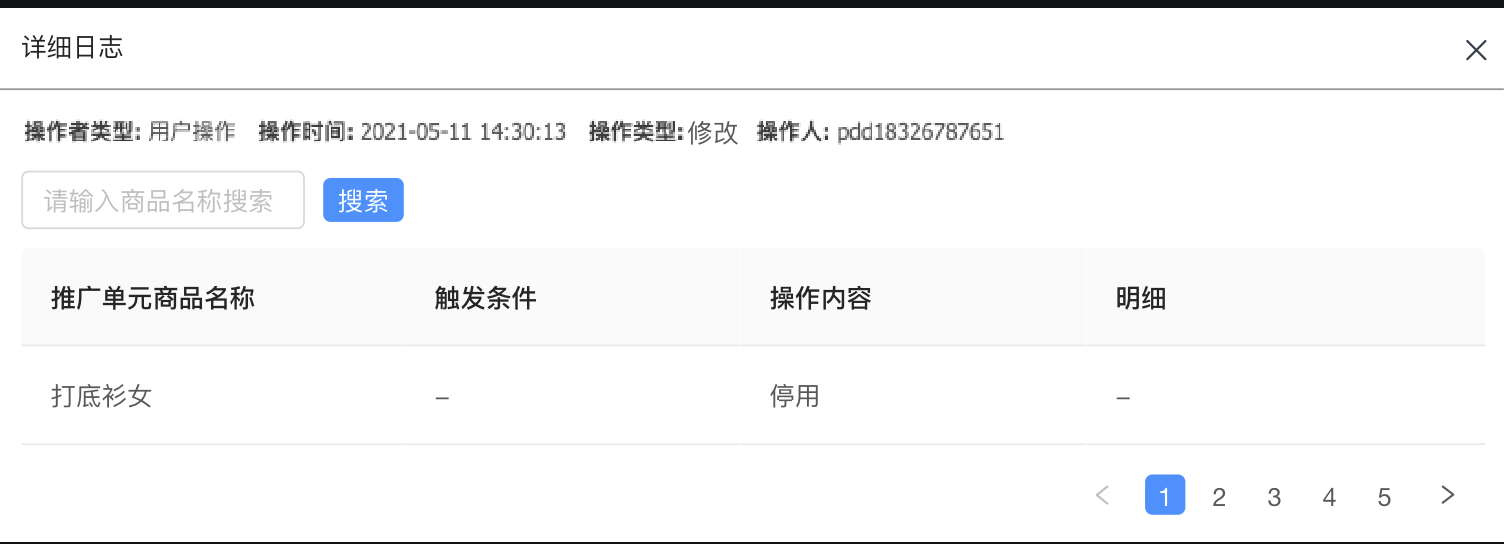 详细日志
操作者类型: 用户操作 操作时间: 2021-05-11 14:30:13 操作类型:修改 操作人: pdd18326787651
请输入商品名称搜索 搜索
推广单元商品名称 触发条件 操作内容 明细
打底衫女 – 停用 –
1 2 3 4 5